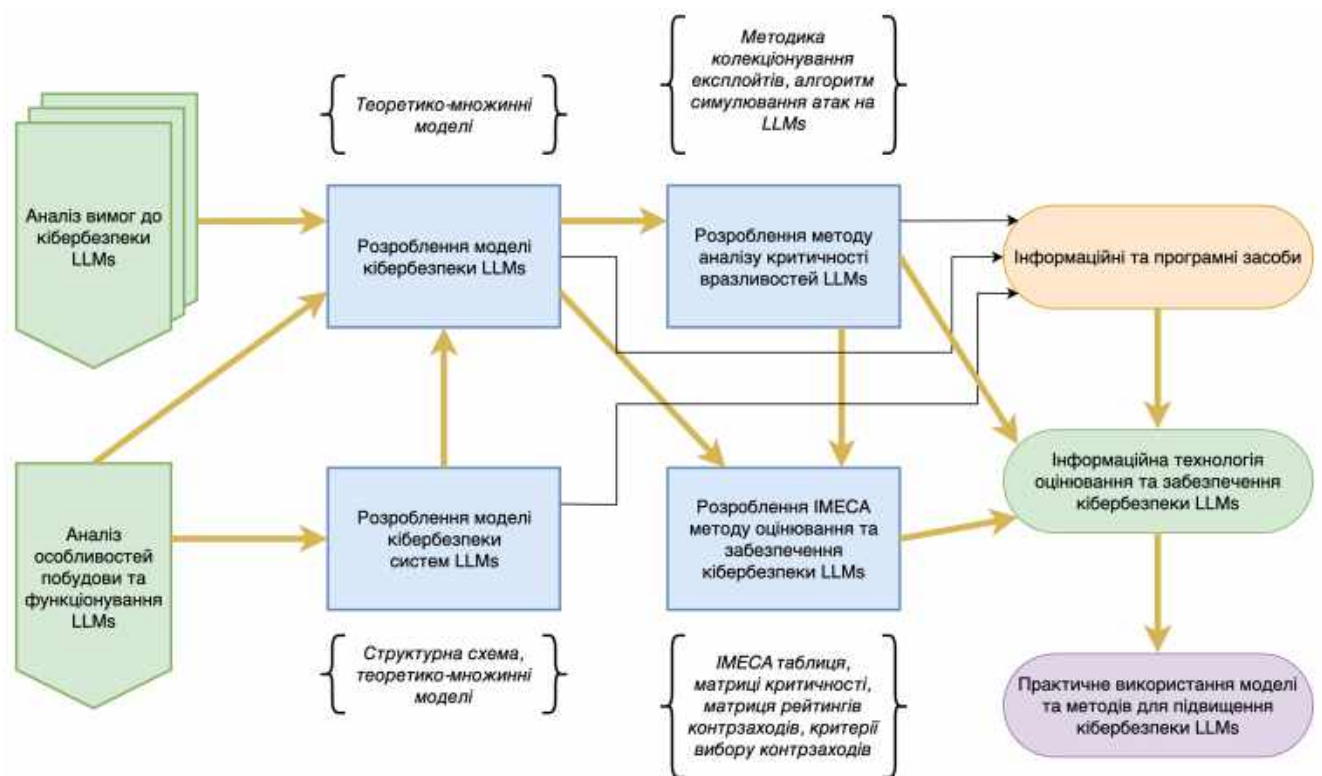 Методика
колекціонування
експлойтів, алгоритм
симулювання атак на
LLMs
Теоретико-множинні
моделі
Аналіз вимог до
кібербезпеки
LLMs
Розроблення моделі
кібербезпеки LLMs
Розроблення методу
аналізу критичності
вразливостей LLMs
Інформаційні та програмні засоби
Аналіз
особливостей
побудови та
функціонування
LLMs
Розроблення моделі
кібербезпеки
систем LLMs
Розроблення IMECA
методу оцінювання та
забезпечення
кібербезпеки LLMs
Інформаційна технологія
оцінювання та забезпечення
кібербезпеки LLMs
Структурна схема,
теоретико-множинні
моделі
IMECA таблиця,
матриці критичності,
матриця рейтингів
контрзаходів, критерії
вибору контрзаходів
Практичне використання моделі
та методів для підвищення
кібербезпеки LLMs